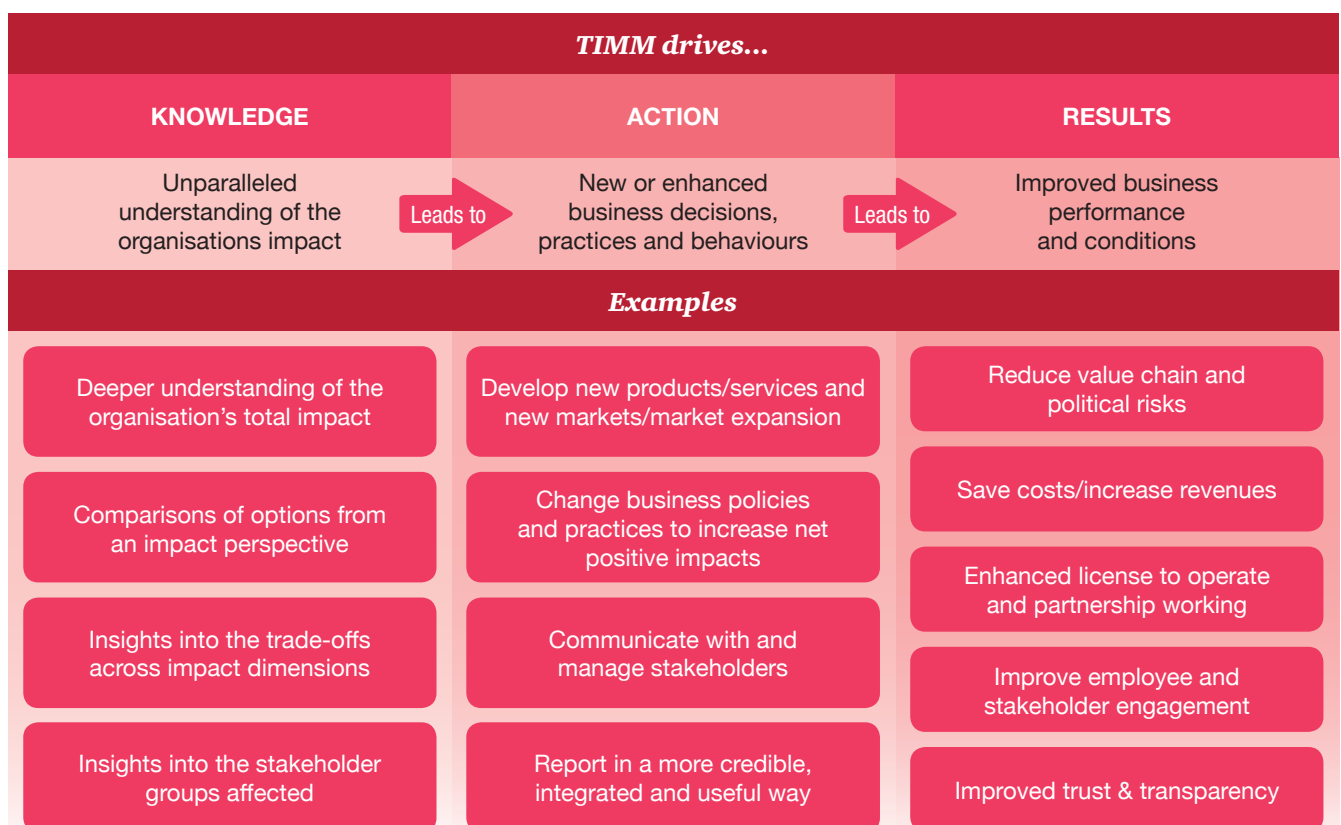 TIMM drives...
KNOWLEDGE
ACTION
RESULTS
Unparalleled
understanding of the
organisations impact
Leads to
New or enhanced
business decisions,
practices and behaviours
Leads to
Improved business
performance
and conditions
Examples
Deeper understanding of the
organisation’s total impact
Comparisons of options from
an impact perspective
Insights into the trade-offs
across impact dimensions
Insights into the stakeholder
groups affected
Develop new products/services and
new markets/market expansion
Change business policies
and practices to increase net
positive impacts
Communicate with and
manage stakeholders
Report in a more credible,
integrated and useful way
Reduce value chain and
political risks
Save costs/increase revenues
Enhanced license to operate
and partnership working
Improve employee and
stakeholder engagement
Improved trust & transparency